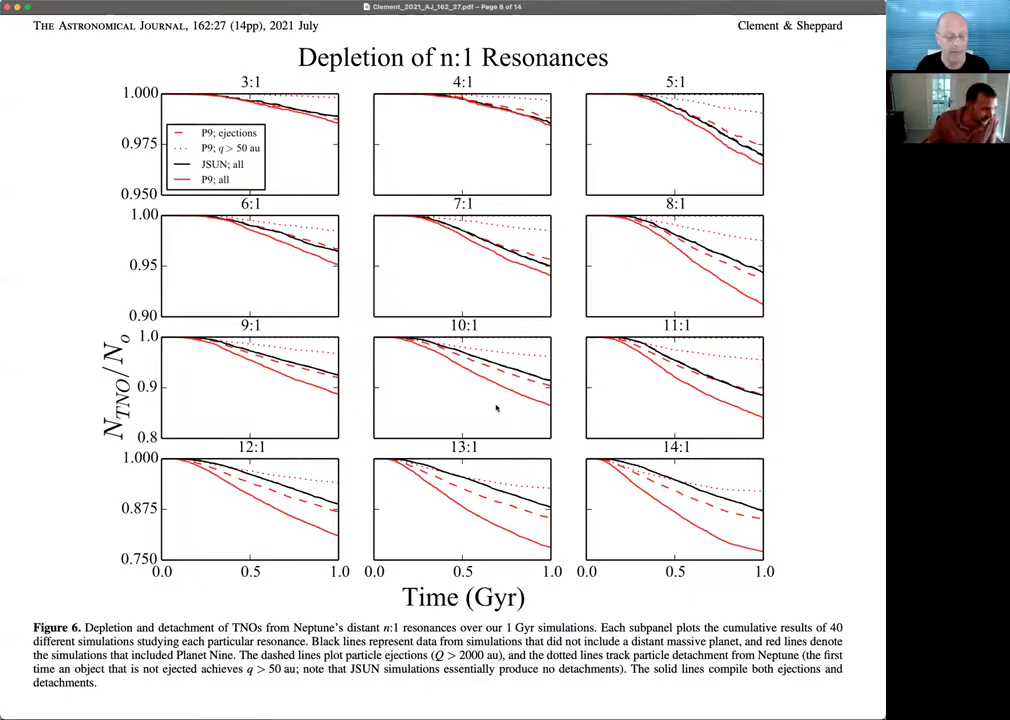 Clement_2021_AJ_162_27.pdf – Page 8 of 14
THE ASTRONOMICAL JOURNAL, 162:27 (14pp), 2021 July
Clement & Sheppard
Depletion of n:1 Resonances
3:1 4:1 5:1
1.000
0.975
0.950
P9; ejections
P9; q > 50 au
JSUN; all
P9; all
6:1 7:1 8:1
1.00
0.95
0.90
9:1 10:1 11:1
1.0
0.9
0.8
N_TNO/N_o
12:1 13:1 14:1
1.000
0.875
0.750
0.0 0.5 1.0 0.0 0.5 1.0 0.0 0.5 1.0
Time (Gyr)
Figure 6. Depletion and detachment of TNOs from Neptune's distant n:1 resonances over our 1 Gyr simulations. Each subpanel plots the cumulative results of 40
different simulations studying each particular resonance. Black lines represent data from simulations that did not include a distant massive planet, and red lines denote
the simulations that included Planet Nine. The dashed lines plot particle ejections (Q > 2000 au), and the dotted lines track particle detachment from Neptune (the first
time an object that is not ejected achieves q > 50 au; note that JSUN simulations essentially produce no detachments). The solid lines compile both ejections and
detachments.